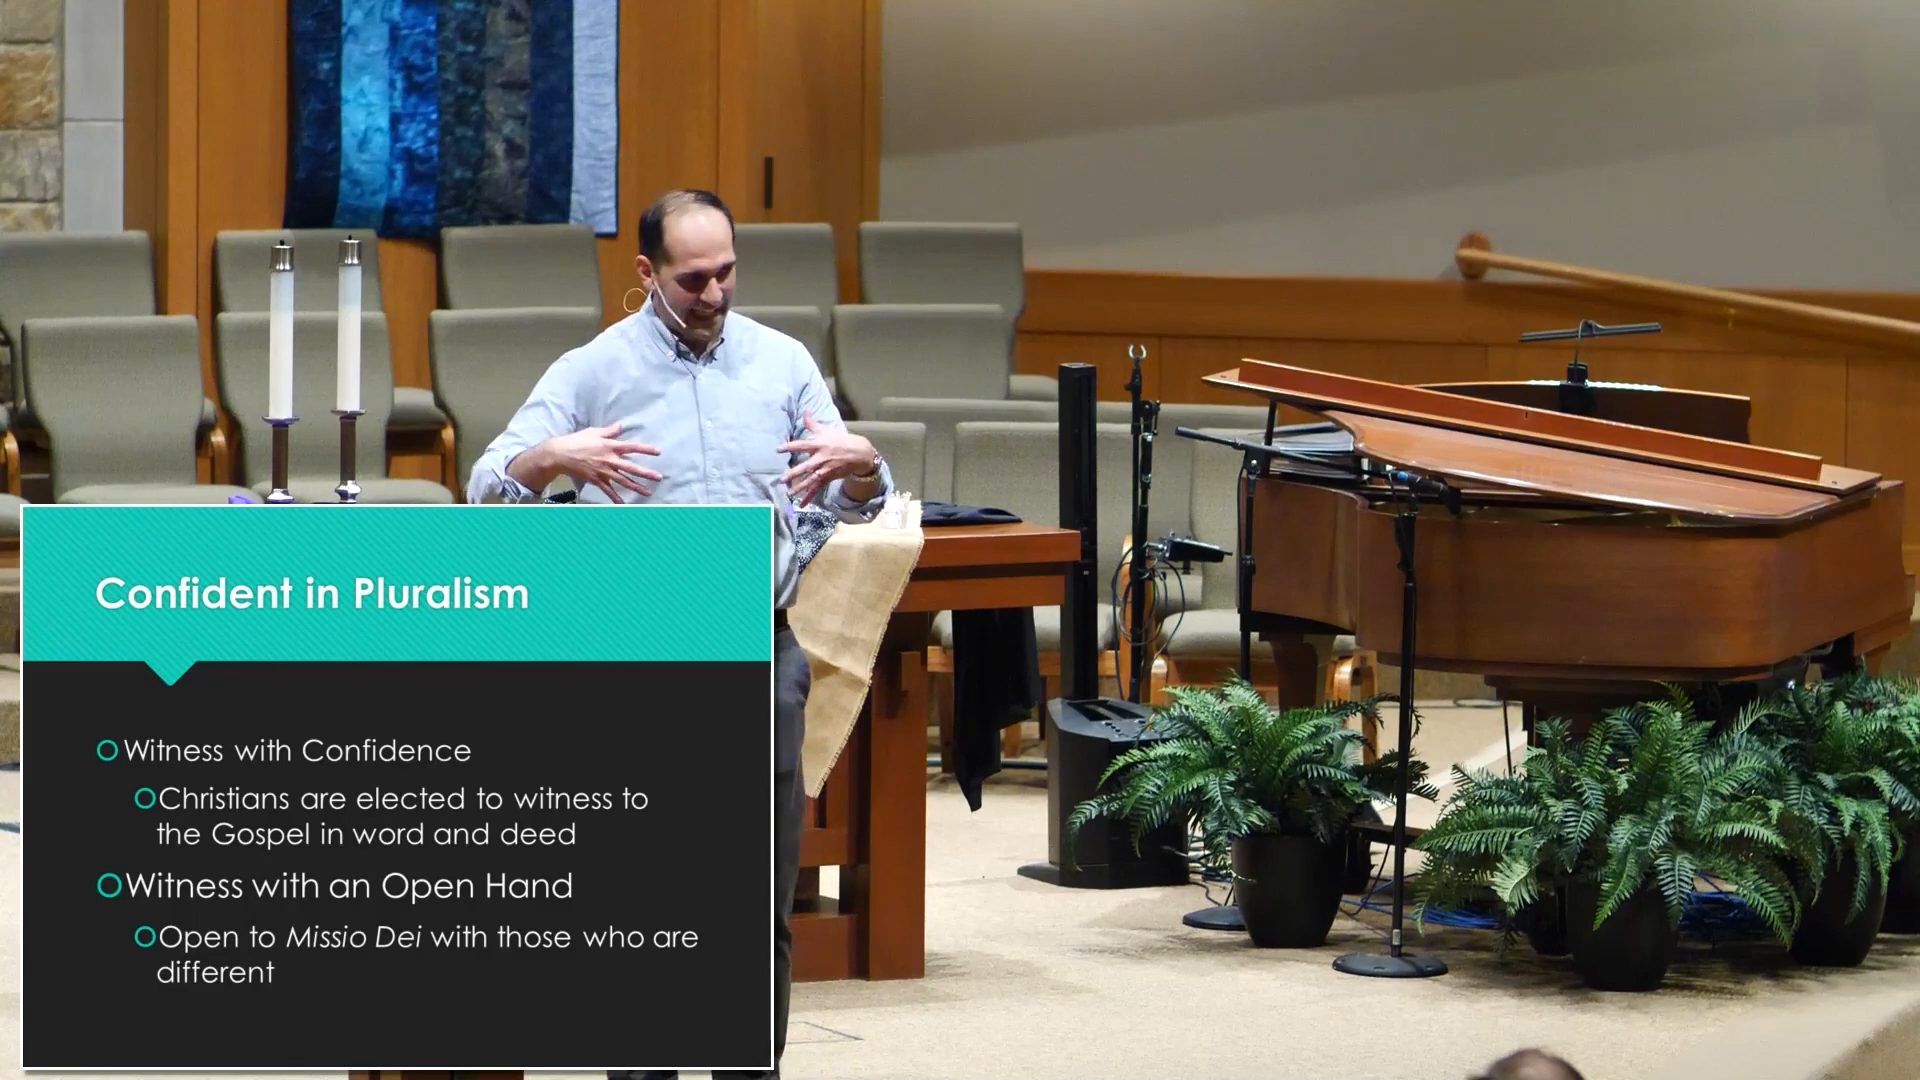 Confident in Pluralism
Witness with Confidence
Christians are elected to witness to
the Gospel in word and deed
Witness with an Open Hand
Open to Missio Dei with those who are
different